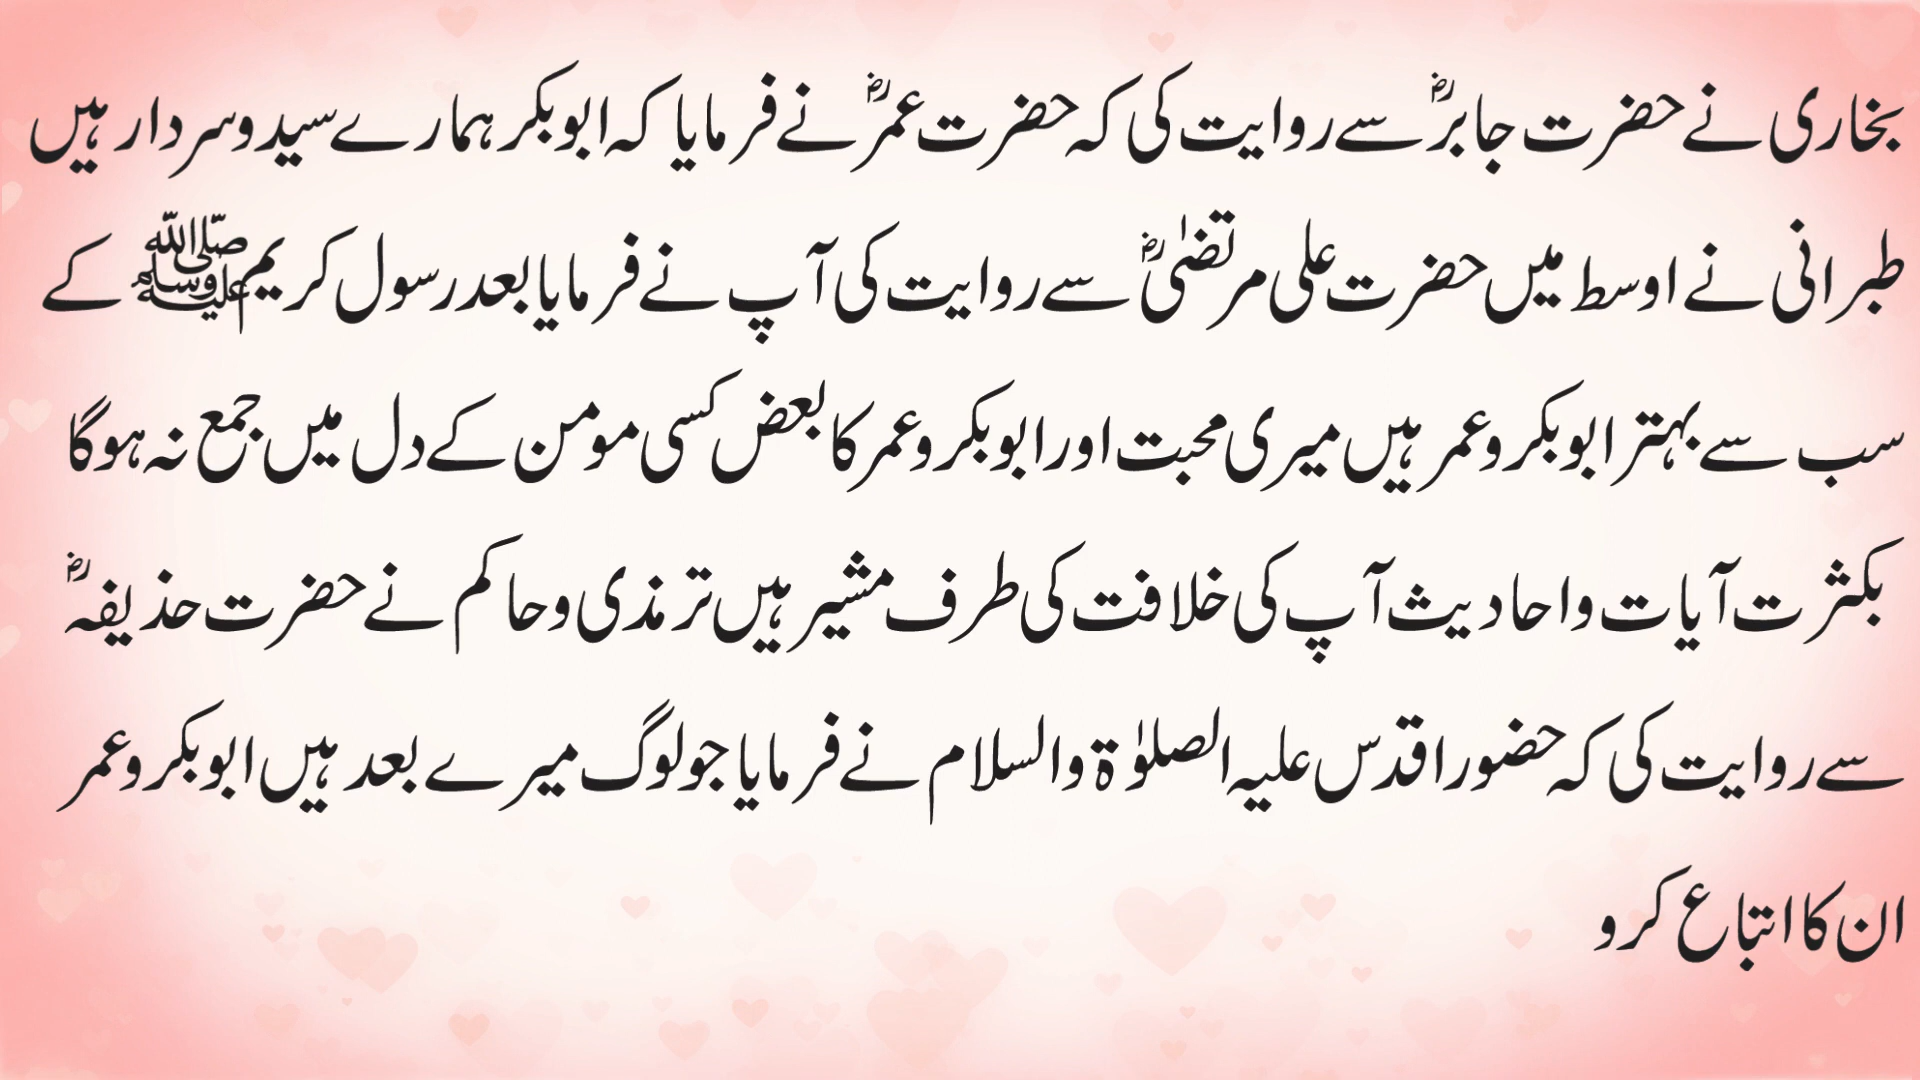 بخاری نے حضرت جابرؓ سے روایت کی کہ حضرت عمرؓ نے فرمایا کہ ابوبکر ہمارے سید و سردار ہیں
طبرانی نے اوسط میں حضرت علی مرتضٰیؓ سے روایت کی آپ نے فرمایا بعد رسول کریم ﷺ کے
سب سے بہتر ابوبکر و عمر ہیں میری محبت اور ابوبکر و عمر کا بعض کسی مومن کے دل میں جمع نہ ہوگا
بکثرت آیات و احادیث آپ کی خلافت کی طرف مشیر ہیں ترمذی و حاکم نے حضرت حذیفہؓ
سے روایت کی کہ حضور اقدس علیہ الصلوٰۃ والسلام نے فرمایا جو لوگ میرے بعد ہیں ابوبکر و عمر
ان کا اتباع کرو